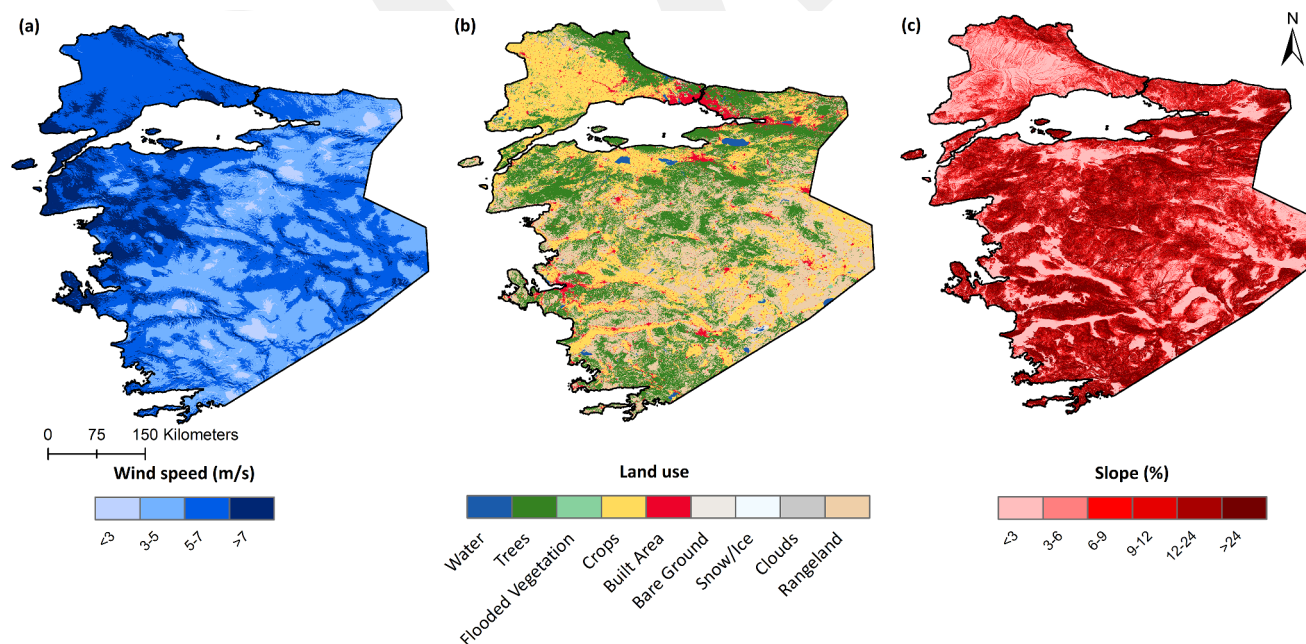 (a)
(b)
(c)
N
0 75 150 Kilometers
Wind speed (m/s)
<3
3-5
5-7
>7
Land use
Water
Trees
Flooded Vegetation
Crops
Built Area
Bare Ground
Snow/Ice
Clouds
Rangeland
Slope (%)
<3
3-6
6-9
9-12
12-24
>24